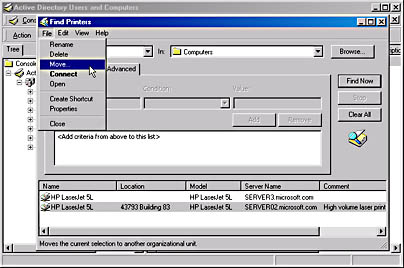 Active Directory Users and Computers
Find Printers
File Edit View Help
Action
Tree
In: Computers Browse...
Rename
Delete
Move...
Connect
Open
Create Shortcut
Properties
Close
Advanced
Condition: Value:
Add Remove
Find Now
Stop
Clear All
<Add criteria from above to this list>
Name Location Model Server Name Comment
HP LaserJet 5L HP LaserJet 5L SERVER3.microsoft.com
HP LaserJet 5L 43793 Building 83 HP LaserJet 5L SERVER02.microsoft.com High volume laser print
Moves the current selection to another organizational unit.